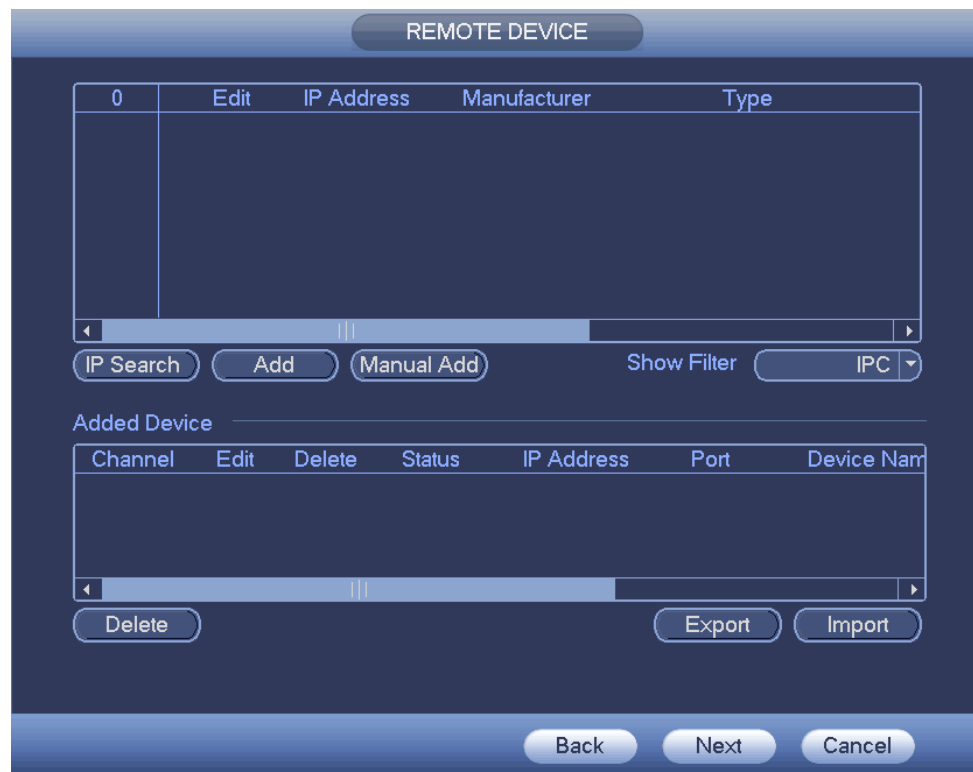 REMOTE DEVICE
0 Edit IP Address Manufacturer Type
IP Search Add Manual Add Show Filter IPC
Added Device
Channel Edit Delete Status IP Address Port Device Nam
Delete Export Import
Back Next Cancel